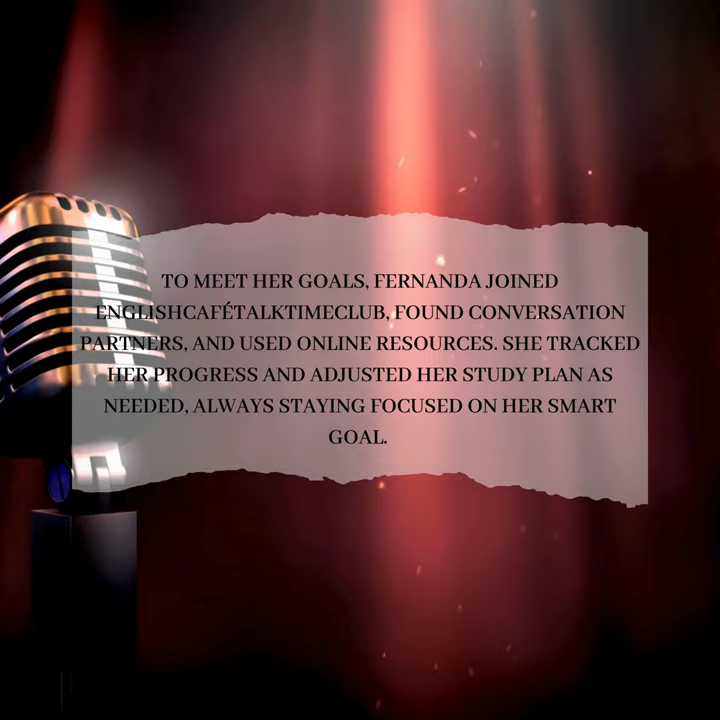 TO MEET HER GOALS, FERNANDA JOINED
ENGLISHCAFÉTALKTIMECLUB, FOUND CONVERSATION
PARTNERS, AND USED ONLINE RESOURCES. SHE TRACKED
HER PROGRESS AND ADJUSTED HER STUDY PLAN AS
NEEDED, ALWAYS STAYING FOCUSED ON HER SMART
GOAL.